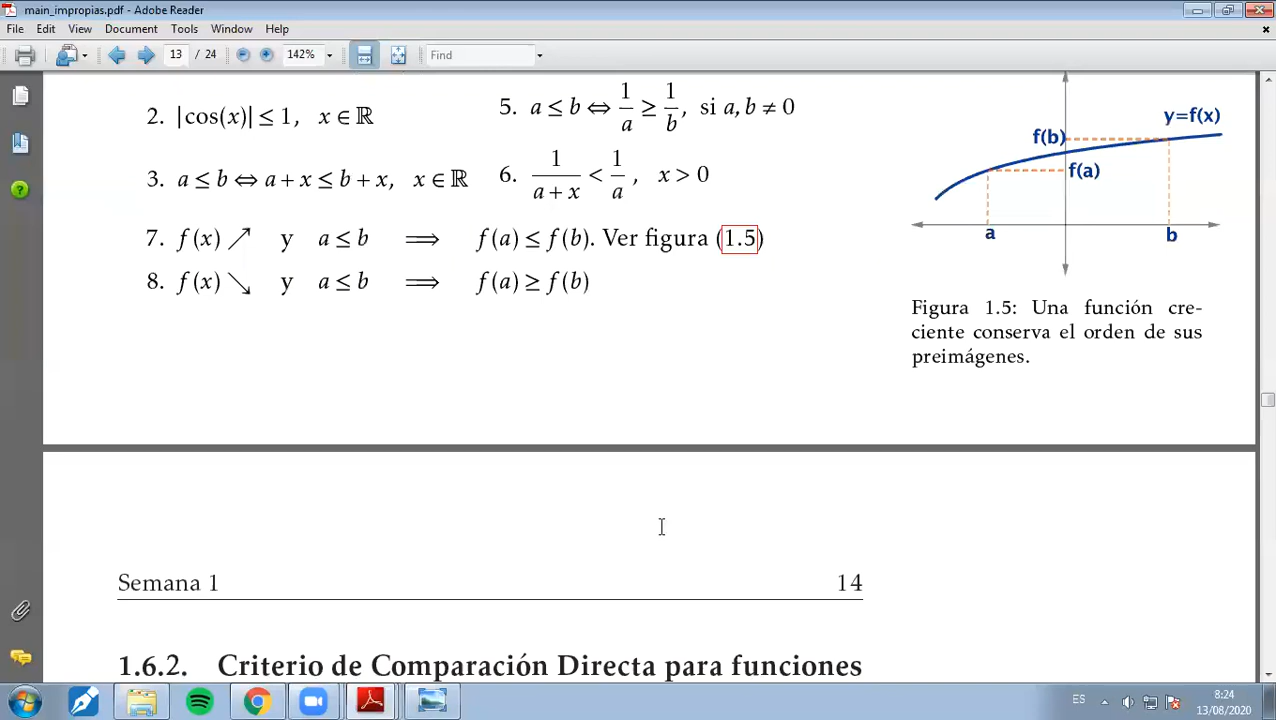 main_impropias.pdf - Adobe Reader
File Edit View Document Tools Window Help
13 / 24 142% Find
2. |cos(x)| ≤ 1, x ∈ ℝ
3. a ≤ b ⇔ a + x ≤ b + x, x ∈ ℝ
5. a ≤ b ⇔ 1/a ≥ 1/b, si a, b ≠ 0
6. 1/(a + x) < 1/a, x > 0
7. f(x) ↗ y a ≤ b ⟹ f(a) ≤ f(b). Ver figura (1.5)
8. f(x) ↘ y a ≤ b ⟹ f(a) ≥ f(b)
y=f(x)
f(b)
f(a)
a b
Figura 1.5: Una función cre-
ciente conserva el orden de sus
preimágenes.
Semana 1 14
1.6.2. Criterio de Comparación Directa para funciones
ES 8:24
13/08/2020